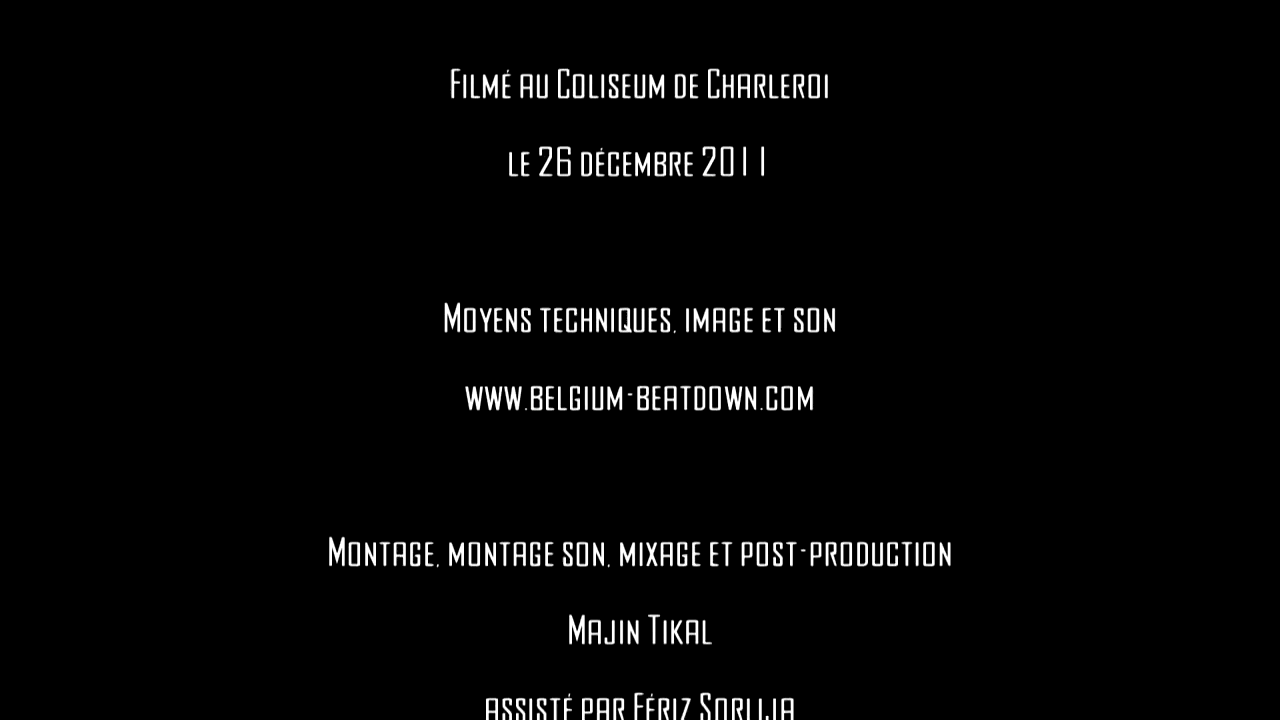 Filmé au Coliseum de Charleroi
le 26 décembre 2011
Moyens techniques, image et son
www.belgium-beatdown.com
Montage, montage son, mixage et post-production
Majin Tikal
assisté par Fériz